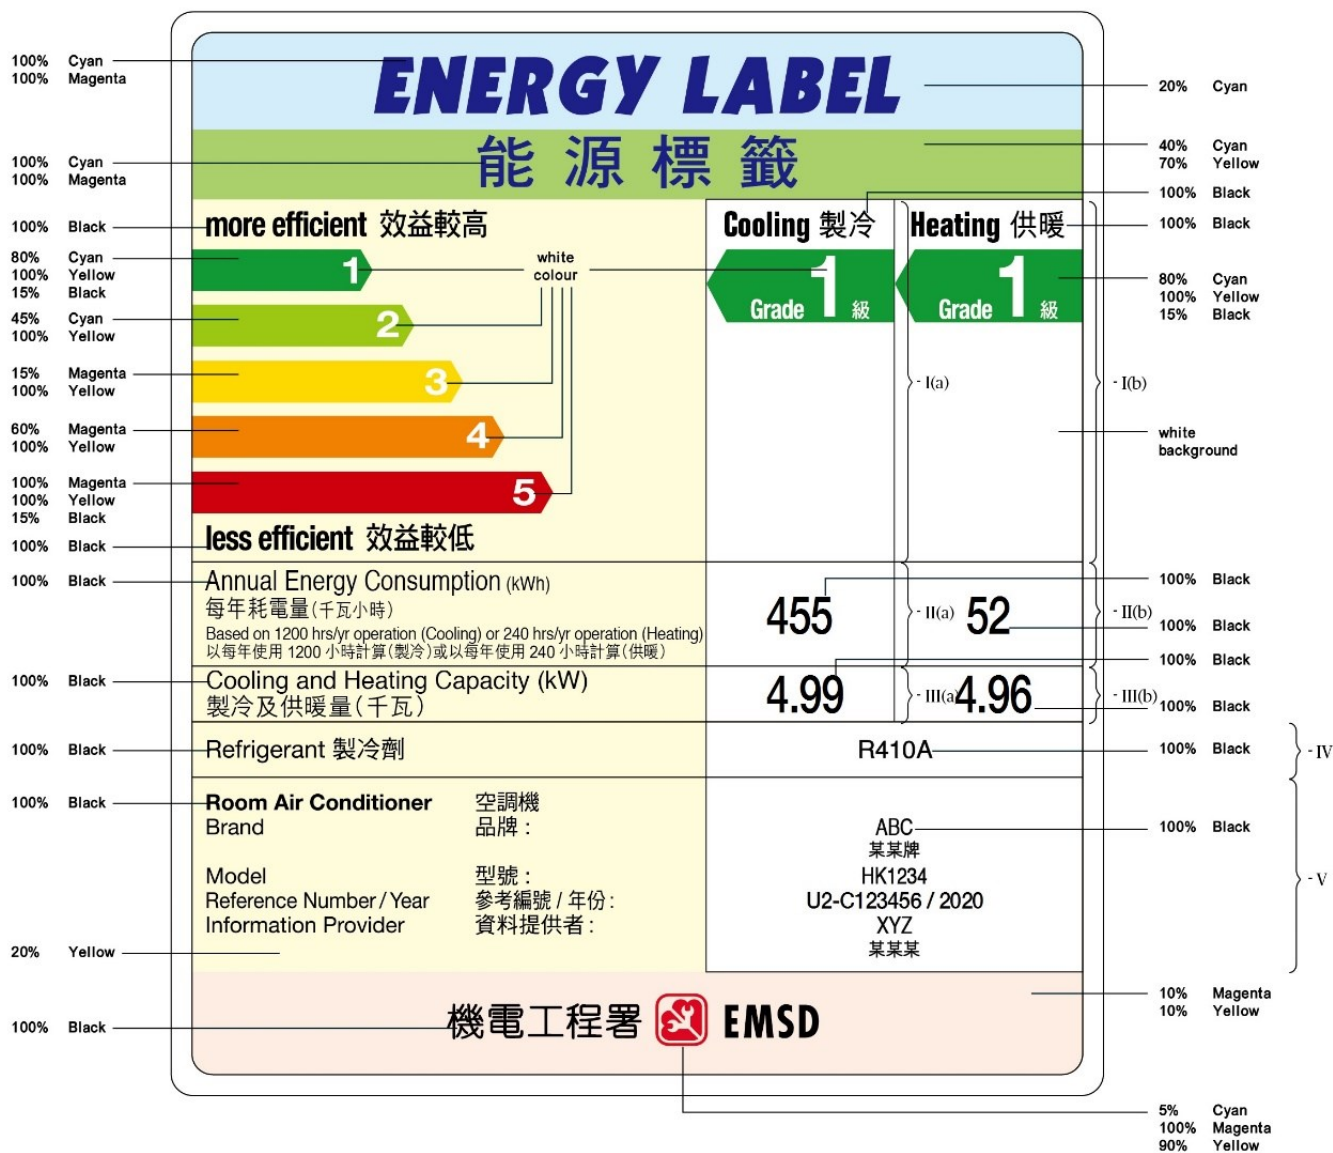 100% Cyan
100% Magenta
ENERGY LABEL
20% Cyan
100% Cyan
100% Magenta
能源標籤
40% Cyan
70% Yellow
100% Black
100% Black
more efficient 效益較高
Cooling 製冷
Heating 供暖
100% Black
80% Cyan
100% Yellow
15% Black
1
white
colour
1
Grade 級
1
Grade 級
80% Cyan
100% Yellow
15% Black
45% Cyan
100% Yellow
2
15% Magenta
100% Yellow
3
- I(a)
- I(b)
60% Magenta
100% Yellow
4
white
background
100% Magenta
100% Yellow
15% Black
5
100% Black
less efficient 效益較低
100% Black
Annual Energy Consumption (kWh)
每年耗電量(千瓦小時)
Based on 1200 hrs/yr operation (Cooling) or 240 hrs/yr operation (Heating)
以每年使用 1200 小時計算(製冷)或以每年使用 240 小時計算(供暖)
455
- II(a)
52
- II(b)
100% Black
100% Black
100% Black
100% Black
Cooling and Heating Capacity (kW)
製冷及供暖量(千瓦)
4.99
- III(a)
4.96
- III(b)
100% Black
100% Black
Refrigerant 製冷劑
R410A
100% Black
- IV
100% Black
Room Air Conditioner 空調機
Brand 品牌 :
ABC
某某牌
100% Black
Model 型號 :
HK1234
- V
Reference Number / Year 參考編號 / 年份 :
U2-C123456 / 2020
Information Provider 資料提供者 :
XYZ
某某某
20% Yellow
10% Magenta
10% Yellow
100% Black
機電工程署 EMSD
5% Cyan
100% Magenta
90% Yellow